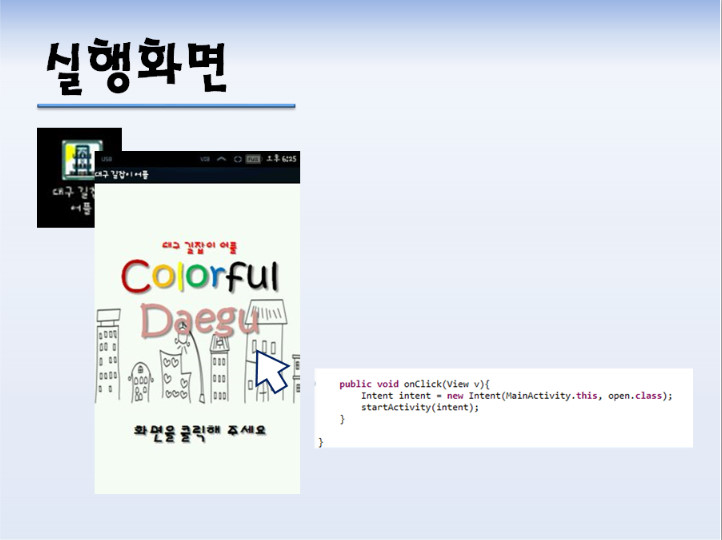 실행화면
대구 길
어플
USB
오후 6:25
대구 길잡이 어플
대구 길잡이 어플
Colorful
Daegu
화면을 클릭해 주세요
public void onClick(View v){
Intent intent = new Intent(MainActivity.this, open.class);
startActivity(intent);
}
}